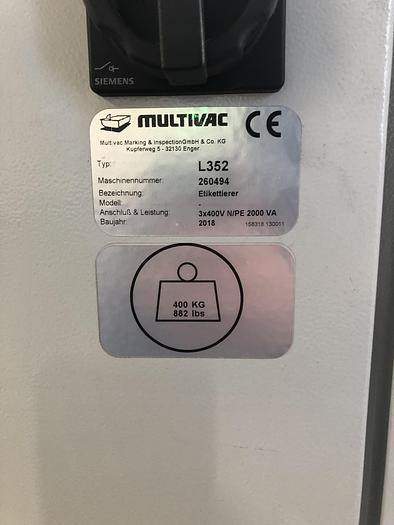 SIEMENS
MULTIVAC CE
Multivac Marking & InspectionGmbH & Co. KG
Kupferweg 5 - 32130 Enger
Typ: L352
Maschinennummer: 260494
Bezeichnung: Etikettierer
Modell: -
Anschluß & Leistung: 3x400V N/PE 2000 VA
Baujahr: 2018 158318 130011
400 KG
882 lbs